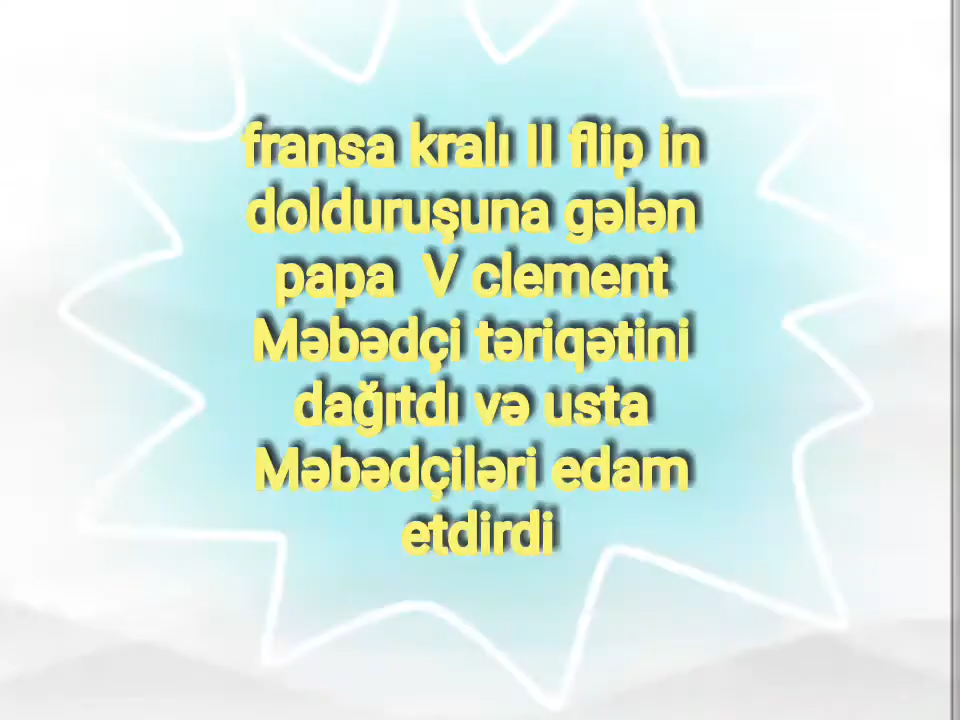 fransa kralı II flip in
dolduruşuna gələn
papa V clement
Məbədçi təriqətini
dağıtdı və usta
Məbədçiləri edam
etdirdi